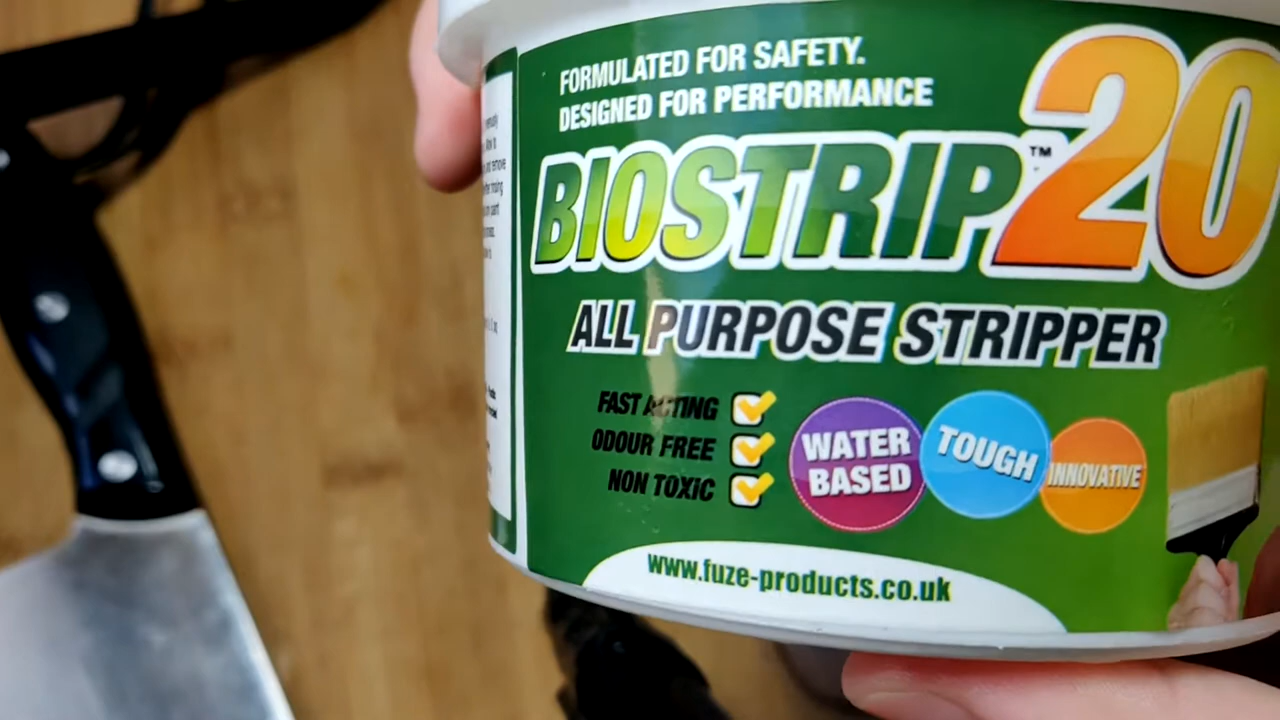 FORMULATED FOR SAFETY.
DESIGNED FOR PERFORMANCE
BIOSTRIP™20
ALL PURPOSE STRIPPER
FAST ACTING
ODOUR FREE
NON TOXIC
WATER
BASED
TOUGH
INNOVATIVE
www.fuze-products.co.uk